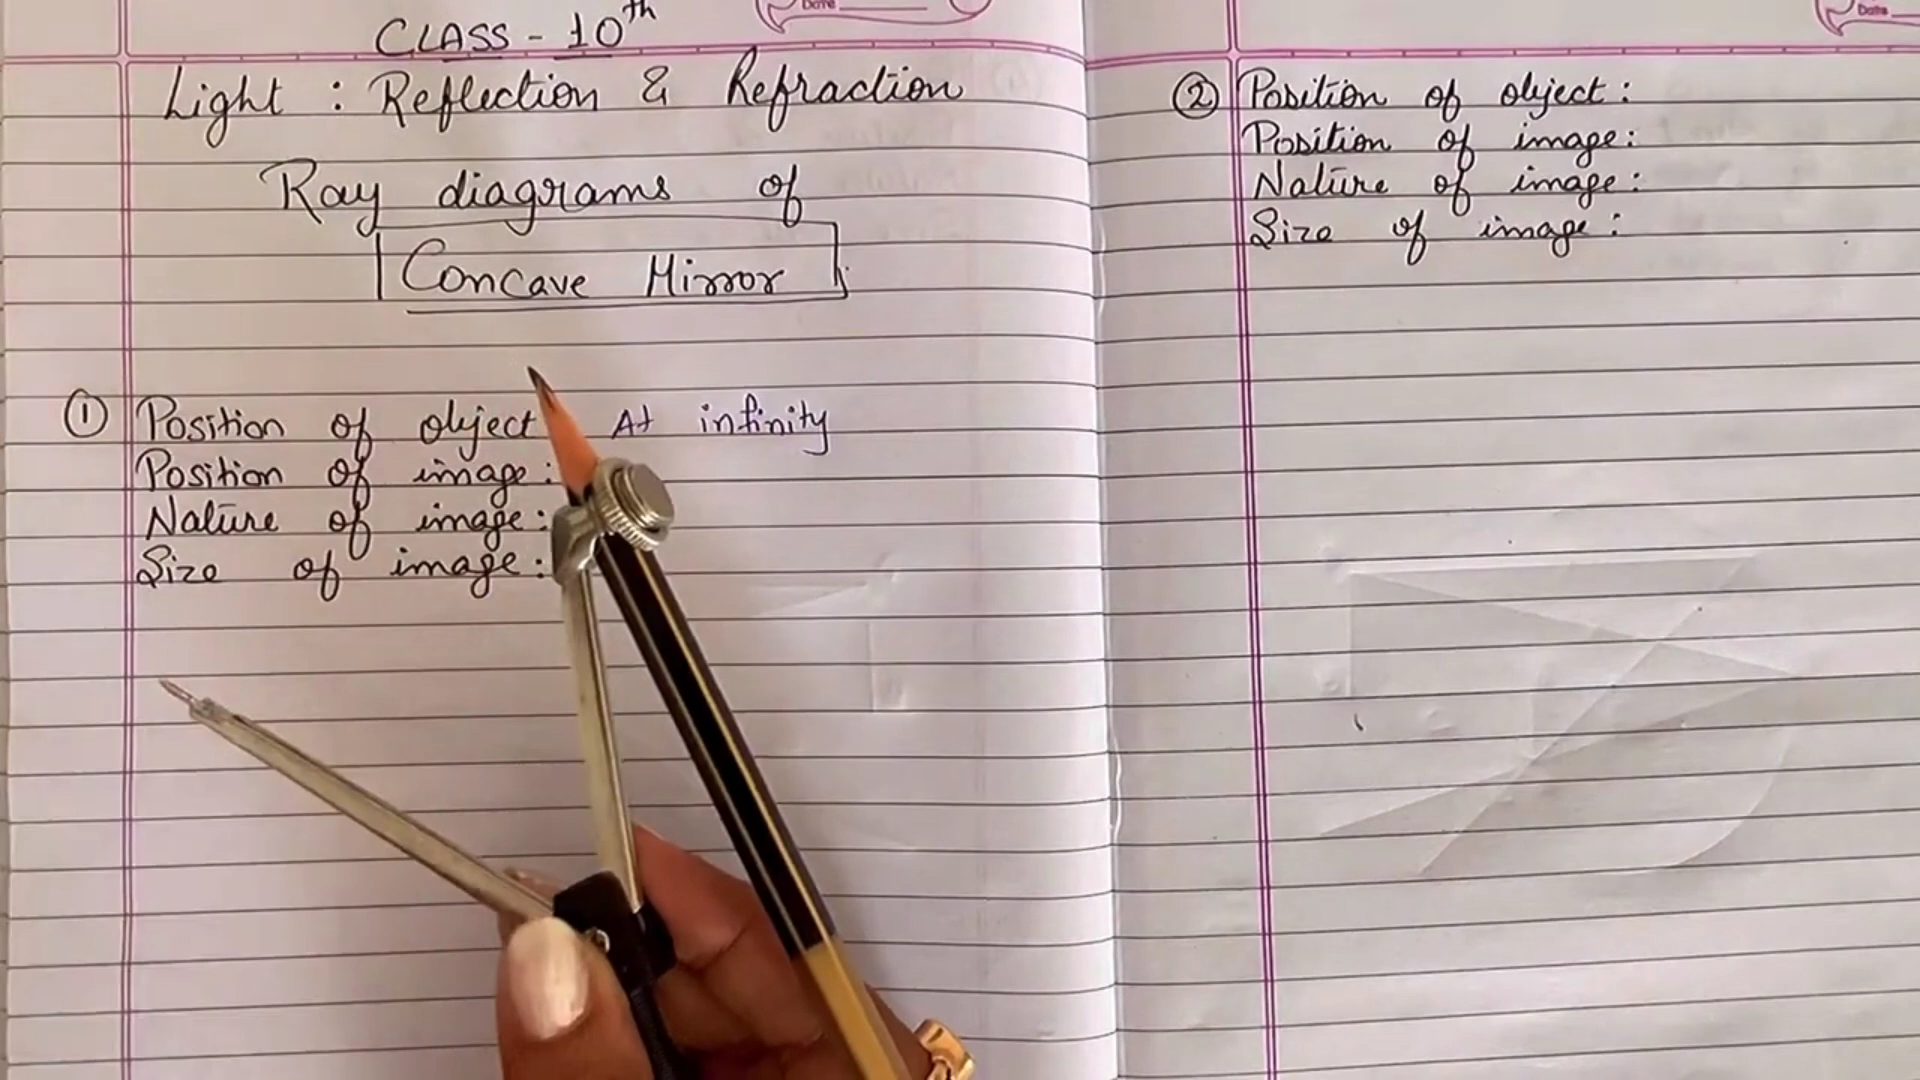 Date
CLASS - 10th
Light : Reflection & Refraction
Ray diagrams of
Concave Mirror
① Position of object At infinity
Position of image:
Nature of image:
Size of image:
Date
② Position of object:
Position of image:
Nature of image:
Size of image: